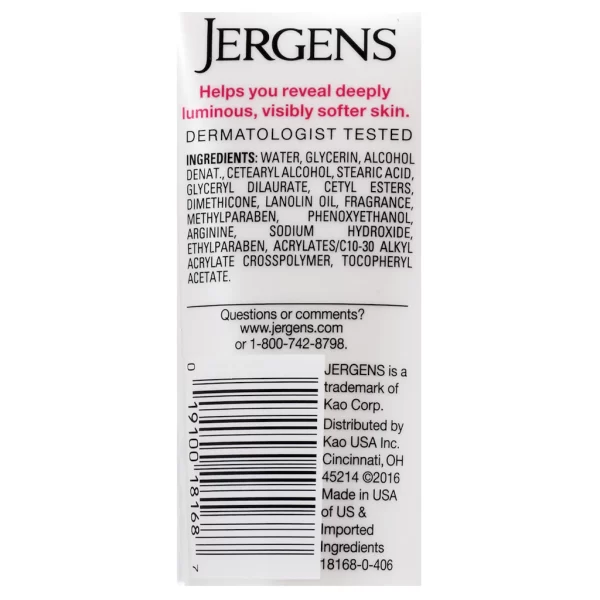 JERGENS
Helps you reveal deeply
luminous, visibly softer skin.
DERMATOLOGIST TESTED
INGREDIENTS: WATER, GLYCERIN, ALCOHOL
DENAT., CETEARYL ALCOHOL, STEARIC ACID,
GLYCERYL DILAURATE, CETYL ESTERS,
DIMETHICONE, LANOLIN OIL, FRAGRANCE,
METHYLPARABEN, PHENOXYETHANOL,
ARGININE, SODIUM HYDROXIDE,
ETHYLPARABEN, ACRYLATES/C10-30 ALKYL
ACRYLATE CROSSPOLYMER, TOCOPHERYL
ACETATE.
Questions or comments?
www.jergens.com
or 1-800-742-8798.
0 19100 18168 7
JERGENS is a
trademark of
Kao Corp.
Distributed by
Kao USA Inc.
Cincinnati, OH
45214 ©2016
Made in USA
of US &
Imported
Ingredients
18168-0-406